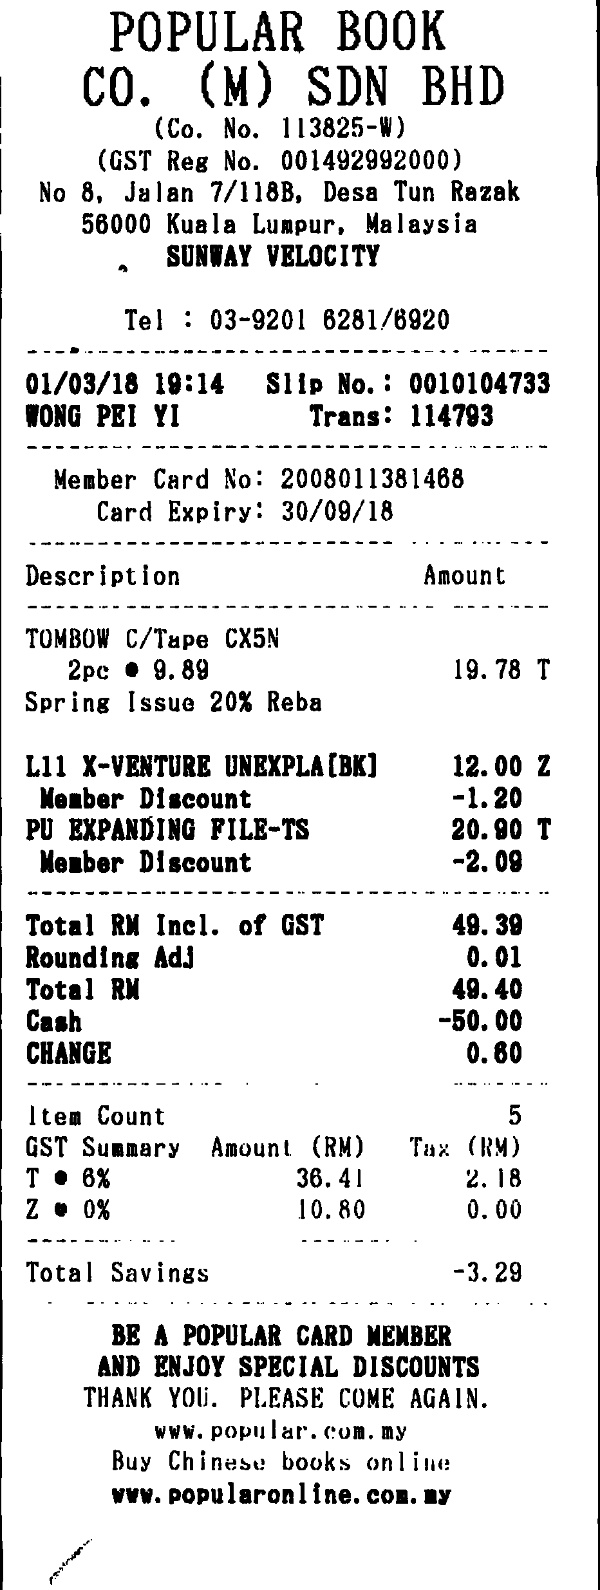 POPULAR BOOK
CO. (M) SDN BHD
(Co. No. 113825-W)
(GST Reg No. 001492992000)
No 8, Jalan 7/118B, Desa Tun Razak
56000 Kuala Lumpur, Malaysia
SUNWAY VELOCITY
Tel : 03-9201 6281/6920
01/03/18 19:14 Slip No.: 0010104733
WONG PEI YI Trans: 114793
Member Card No: 2008011381468
Card Expiry: 30/09/18
Description Amount
TOMBOW C/Tape CX5N
2pc @ 9.89 19.78 T
Spring Issue 20% Reba
L11 X-VENTURE UNEXPLA[BK] 12.00 Z
Member Discount -1.20
PU EXPANDING FILE-TS 20.90 T
Member Discount -2.09
Total RM Incl. of GST 49.39
Rounding Adj 0.01
Total RM 49.40
Cash -50.00
CHANGE 0.60
Item Count 5
GST Summary Amount (RM) Tax (RM)
T @ 6% 36.41 2.18
Z @ 0% 10.80 0.00
Total Savings -3.29
BE A POPULAR CARD MEMBER
AND ENJOY SPECIAL DISCOUNTS
THANK YOU. PLEASE COME AGAIN.
www.popular.com.my
Buy Chinese books online
www.popularonline.com.my